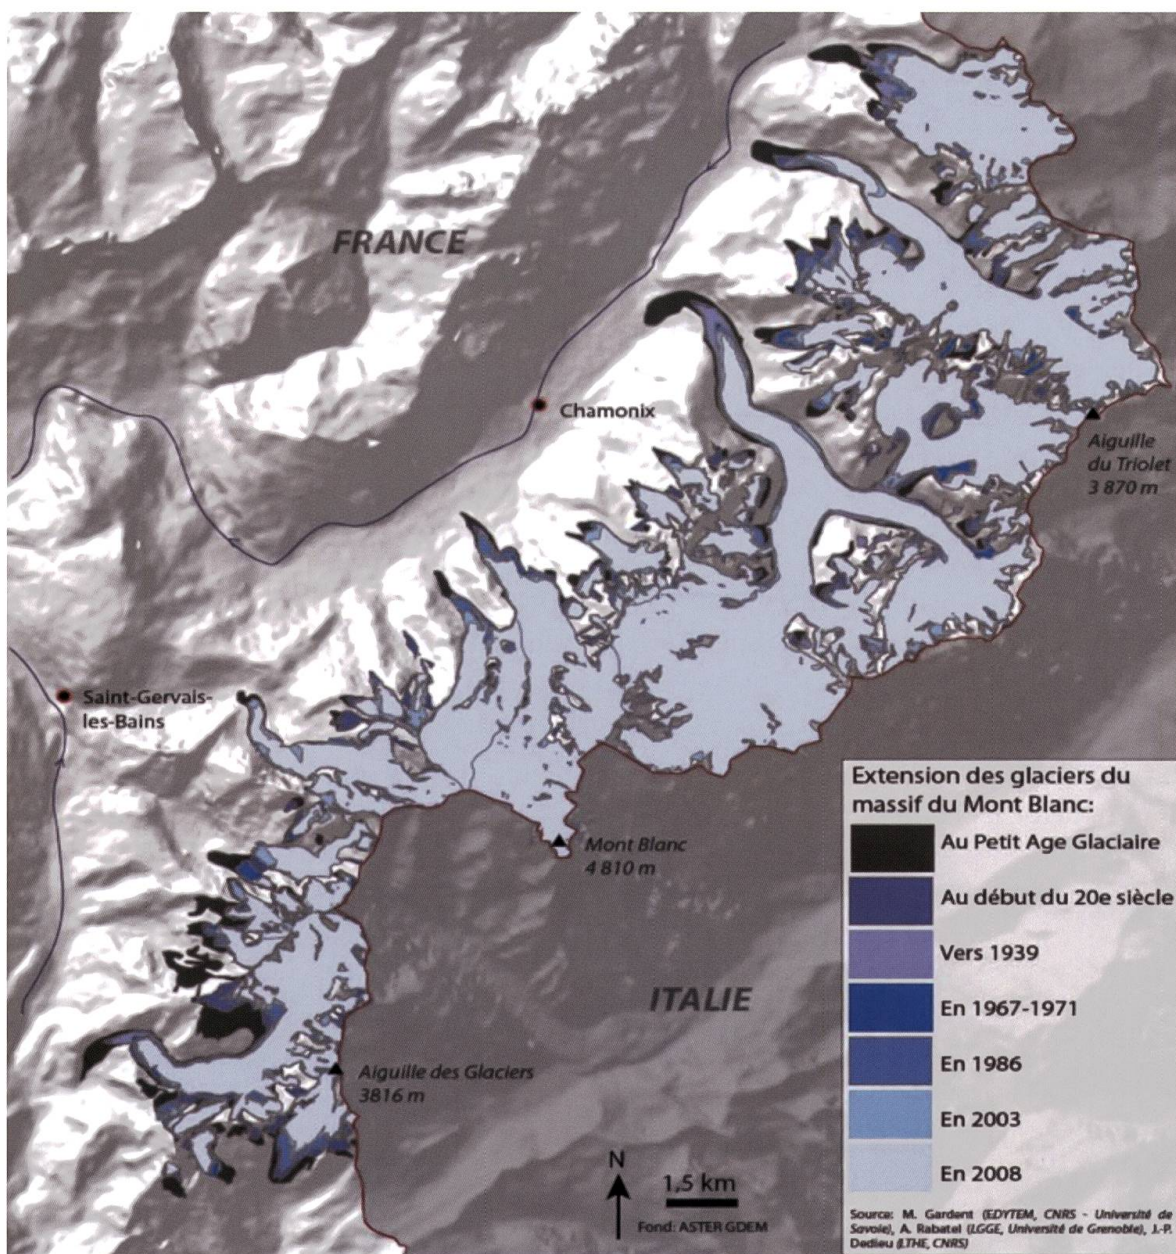 FRANCE
Chamonix
Aiguille
du Triolet
3 870 m
Saint-Gervais-
les-Bains
Mont Blanc
4 810 m
ITALIE
Aiguille des Glaciers
3816 m
N
1,5 km
Fond: ASTER GDEM
Extension des glaciers du
massif du Mont Blanc:
Au Petit Age Glaciaire
Au début du 20e siècle
Vers 1939
En 1967-1971
En 1986
En 2003
En 2008
Source: M. Gardent (EDYTEM, CNRS - Université de
Savoie), A. Rabatel (LGGE, Université de Grenoble), J.-P.
Dedieu (LTHE, CNRS)